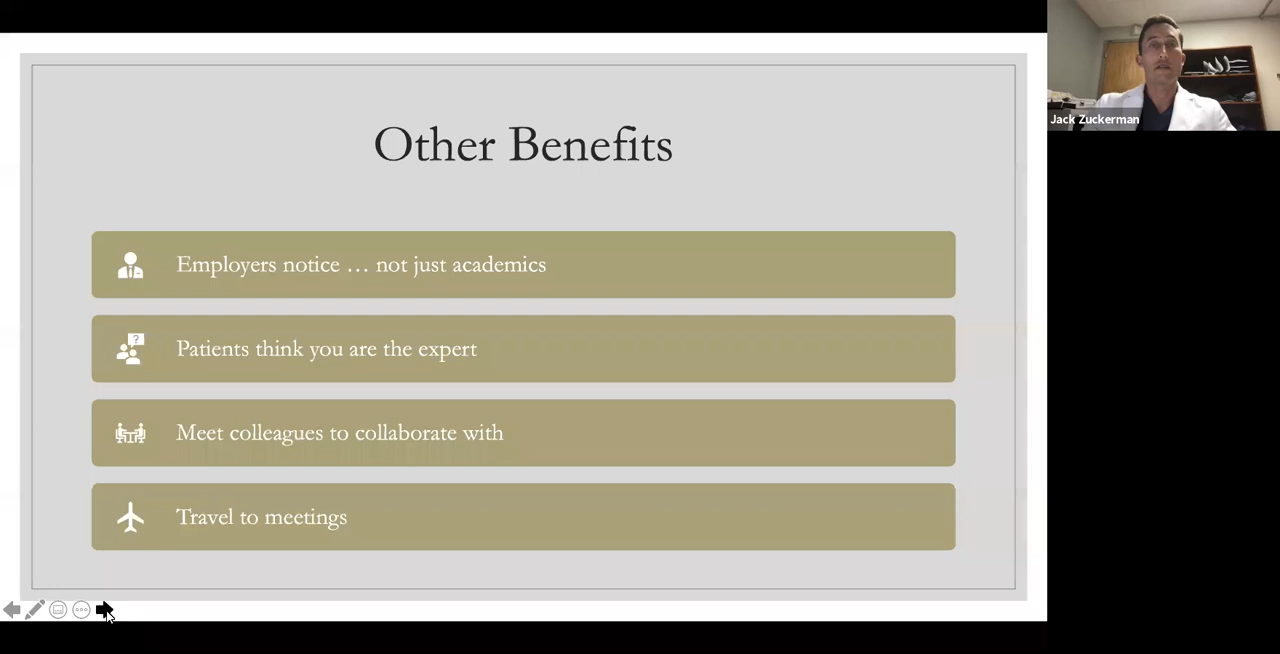 Other Benefits
Employers notice … not just academics
?
Patients think you are the expert
Meet colleagues to collaborate with
Travel to meetings
Jack Zuckerman